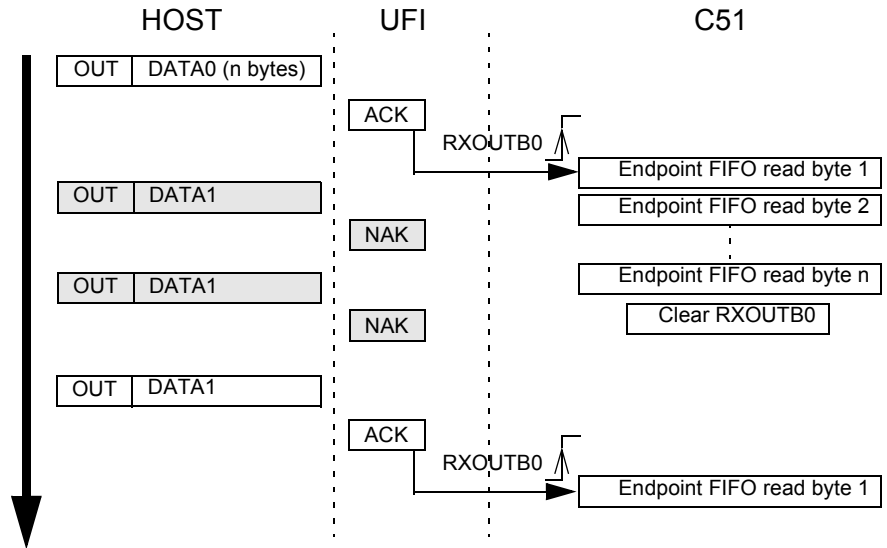 HOST UFI C51
OUT DATA0 (n bytes)
ACK
RXOUTB0
Endpoint FIFO read byte 1
OUT DATA1
Endpoint FIFO read byte 2
NAK
OUT DATA1
Endpoint FIFO read byte n
NAK
Clear RXOUTB0
OUT DATA1
ACK
RXOUTB0
Endpoint FIFO read byte 1